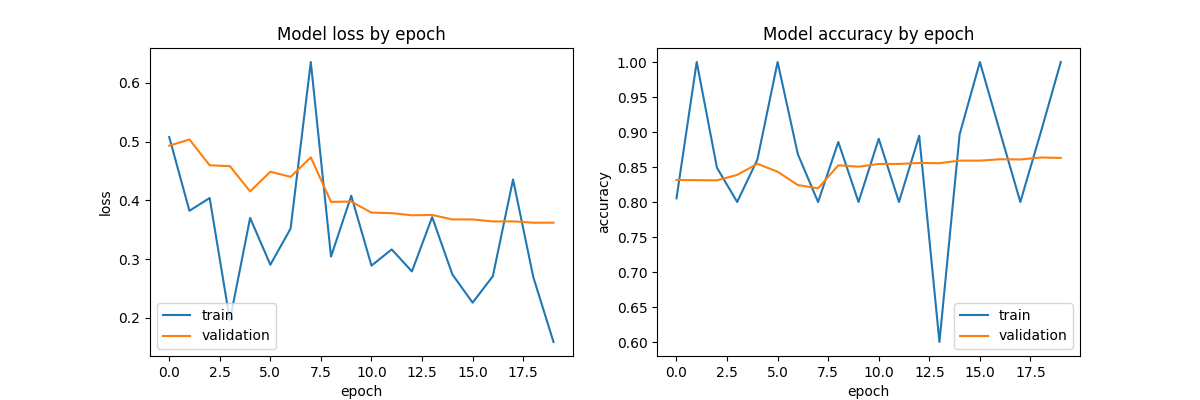 Model loss by epoch
loss
0.6
0.5
0.4
0.3
0.2
train
validation
0.0 2.5 5.0 7.5 10.0 12.5 15.0 17.5
epoch
Model accuracy by epoch
accuracy
1.00
0.95
0.90
0.85
0.80
0.75
0.70
0.65
0.60
train
validation
0.0 2.5 5.0 7.5 10.0 12.5 15.0 17.5
epoch